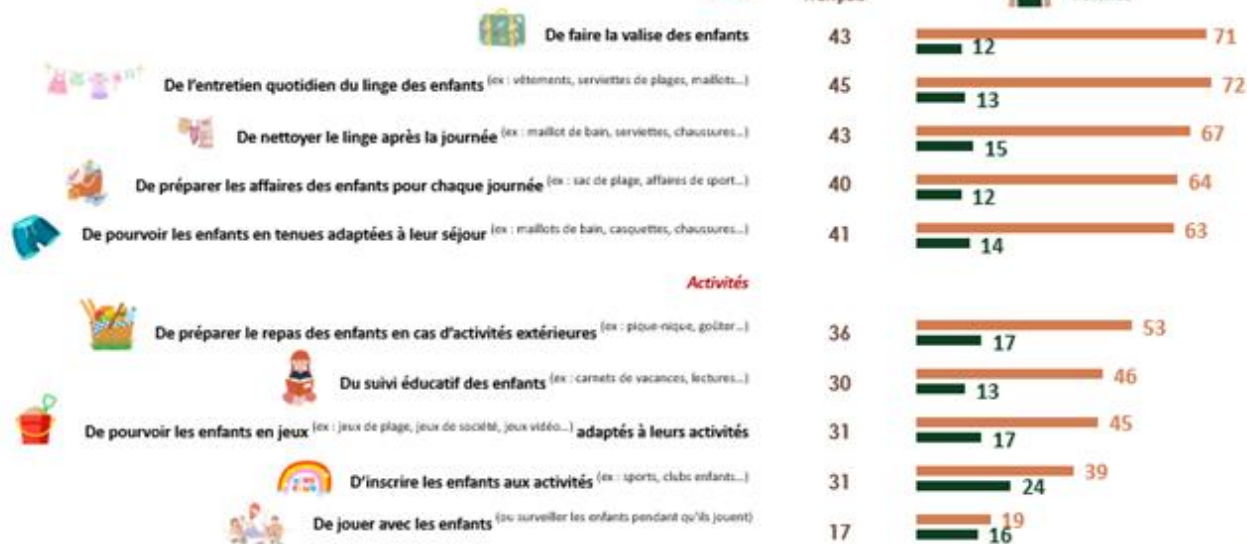 De faire la valise des enfants 43 71 12
De l'entretien quotidien du linge des enfants (ex : vêtements, serviettes de plages, maillots...) 45 72 13
De nettoyer le linge après la journée (ex : maillot de bain, serviettes, chaussures...) 43 67 15
De préparer les affaires des enfants pour chaque journée (ex : sac de plage, affaires de sport...) 40 64 12
De pourvoir les enfants en tenues adaptées à leur séjour (ex : maillots de bain, casquettes, chaussures...) 41 63 14
Activités
De préparer le repas des enfants en cas d'activités extérieures (ex : pique-nique, goûter...) 36 53 17
Du suivi éducatif des enfants (ex : carnets de vacances, lectures...) 30 46 13
De pourvoir les enfants en jeux (ex : jeux de plage, jeux de société, jeux vidéo...) adaptés à leurs activités 31 45 17
D'inscrire les enfants aux activités (ex : sports, clubs enfants...) 31 39 24
De jouer avec les enfants (ou surveiller les enfants pendant qu'ils jouent) 17 19 16